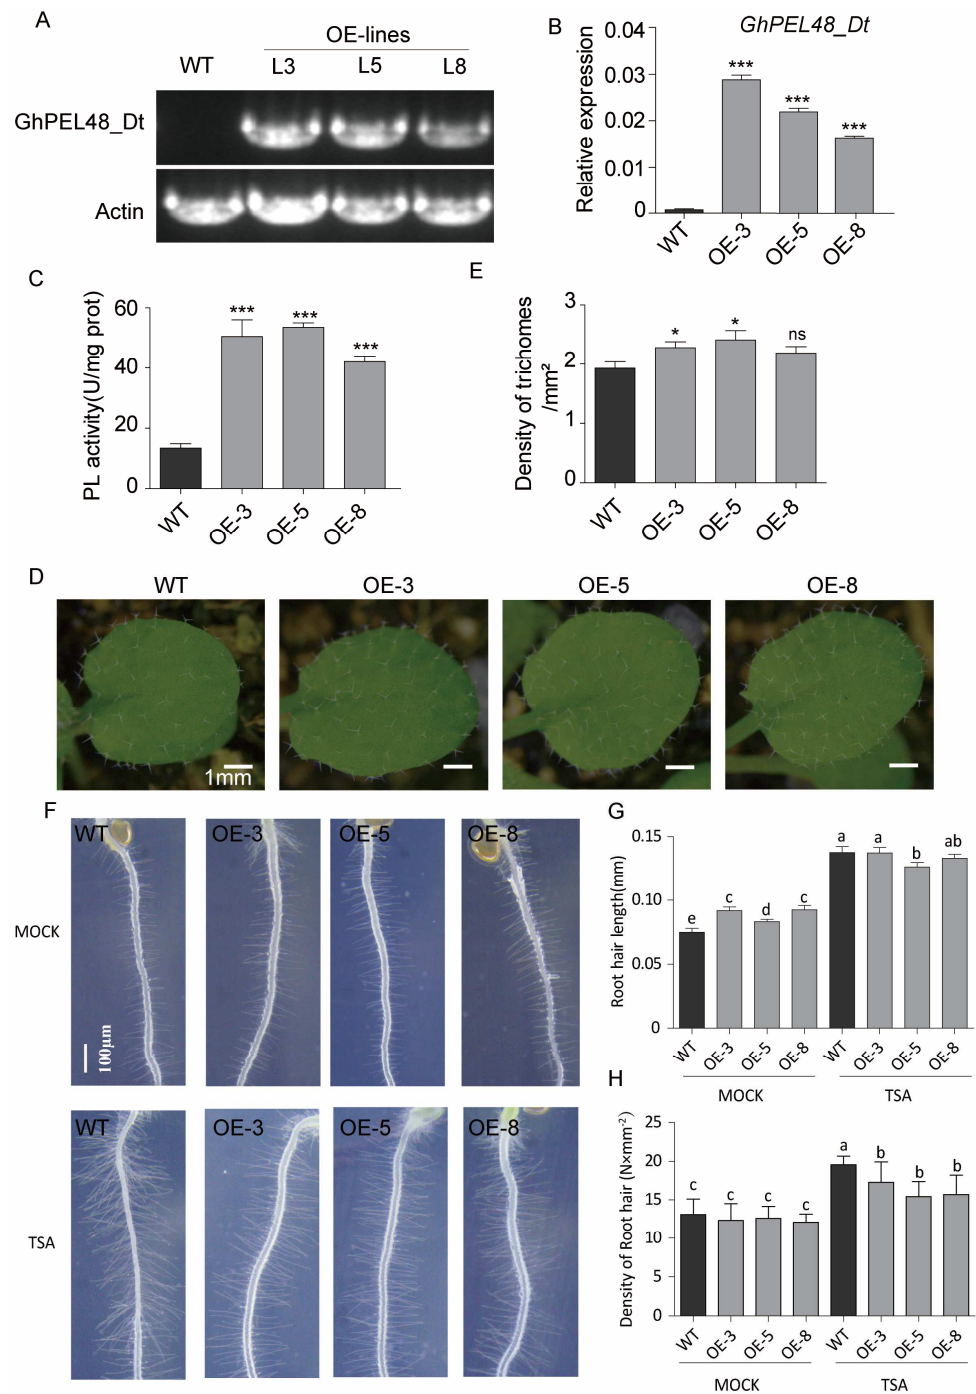 A
OE-lines
WT L3 L5 L8
GhPEL48_Dt
Actin
B
GhPEL48_Dt
Relative expression
0.04
0.03
0.02
0.01
0
*** *** ***
WT OE-3 OE-5 OE-8
C
PL activity(U/mg prot)
60
40
20
0
*** *** ***
WT OE-3 OE-5 OE-8
E
Density of trichomes
/mm²
3
2
1
0
* * ns
WT OE-3 OE-5 OE-8
D
WT OE-3 OE-5 OE-8
1mm
F
WT OE-3 OE-5 OE-8
MOCK
100μm
WT OE-3 OE-5 OE-8
TSA
G
Root hair length(mm)
0.15
0.10
0.05
0
e c d c a a b ab
WT OE-3 OE-5 OE-8 WT OE-3 OE-5 OE-8
MOCK TSA
H
Density of Root hair (N×mm⁻²)
25
20
15
10
5
0
c c c c a b b b
WT OE-3 OE-5 OE-8 WT OE-3 OE-5 OE-8
MOCK TSA